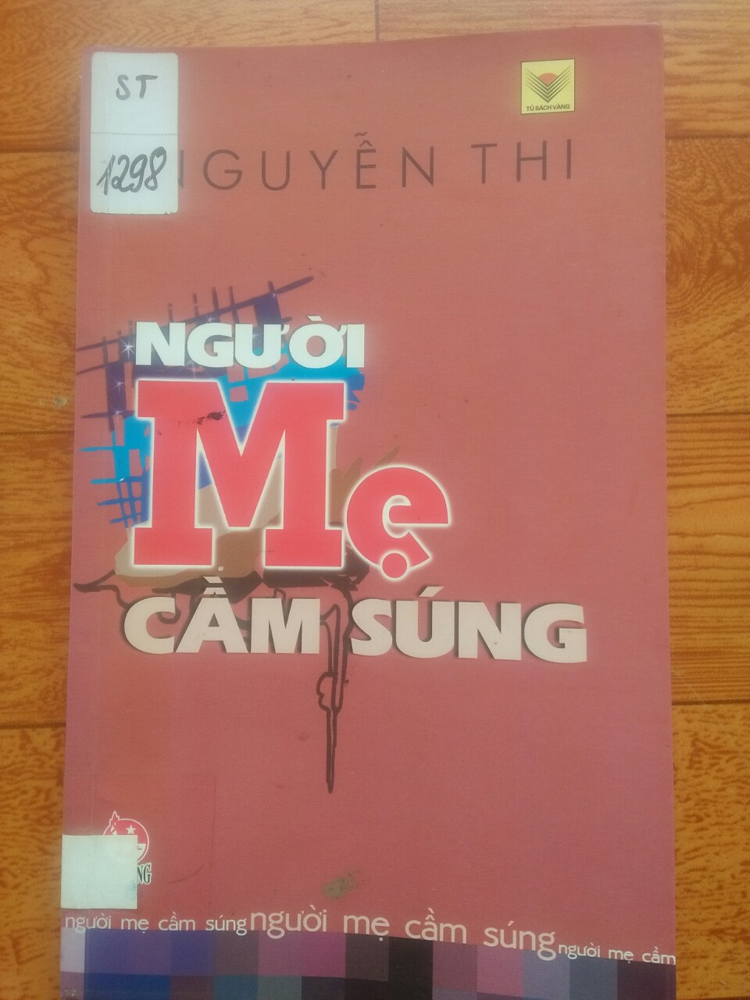 ST
1298
TỦ SÁCH VÀNG
NGUYỄN THI
NGƯỜI
Mẹ
CẦM SÚNG
NG
người mẹ cầm súng người mẹ cầm súng người mẹ cầm